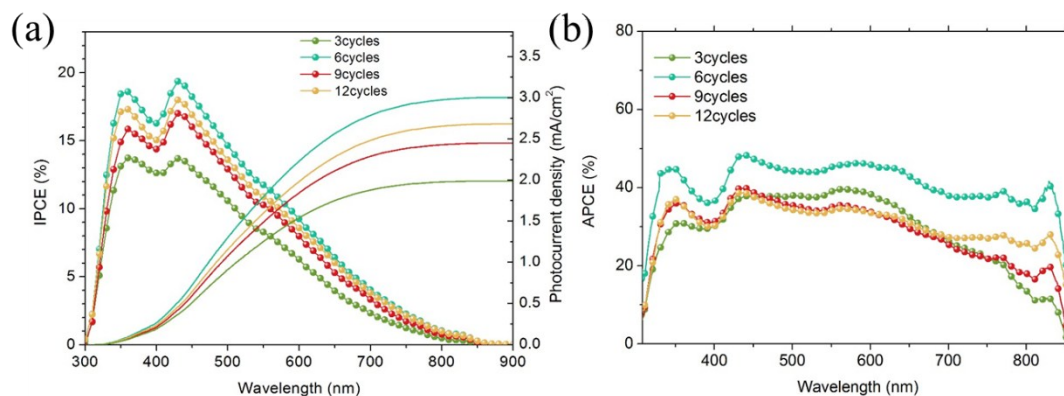 (a)
3cycles
6cycles
9cycles
12cycles
IPCE (%)
20
15
10
5
0
Photocurrent density (mA/cm²)
3.5
3.0
2.5
2.0
1.5
1.0
0.5
0.0
300 400 500 600 700 800 900
Wavelength (nm)
(b)
3cycles
6cycles
9cycles
12cycles
APCE (%)
80
60
40
20
0
400 500 600 700 800
Wavelength (nm)